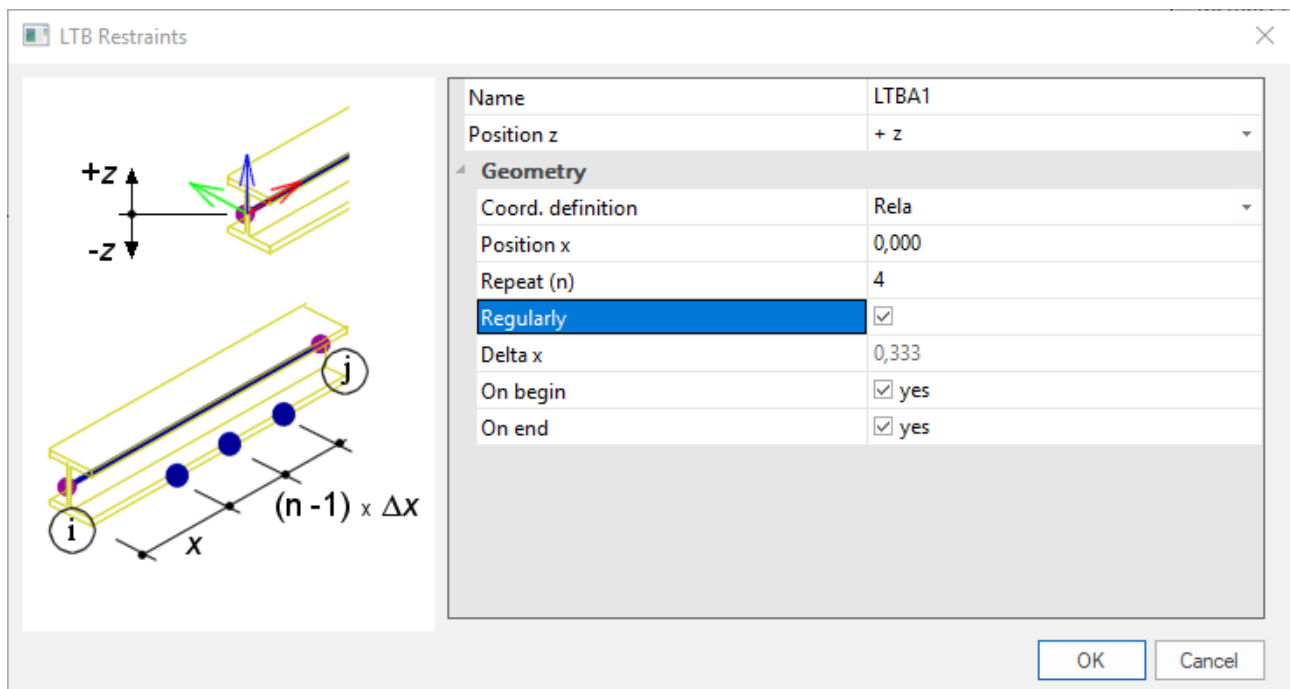 LTB Restraints
+z
-z
i
j
(n -1) x Δx
x
Name LTBA1
Position z + z
Geometry
Coord. definition Rela
Position x 0,000
Repeat (n) 4
Regularly
Delta x 0,333
On begin yes
On end yes
OK Cancel